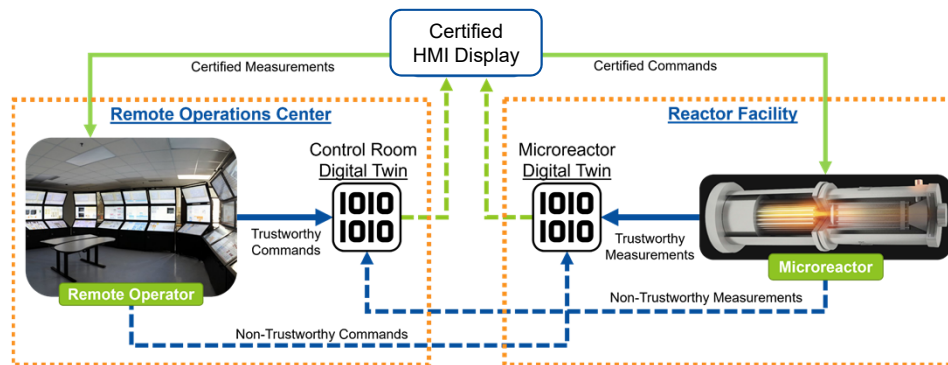 Certified
HMI Display
Certified Measurements
Certified Commands
Remote Operations Center
Reactor Facility
Control Room
Digital Twin
1010
1010
Microreactor
Digital Twin
1010
1010
Trustworthy
Commands
Trustworthy
Measurements
Remote Operator
Microreactor
Non-Trustworthy Measurements
Non-Trustworthy Commands